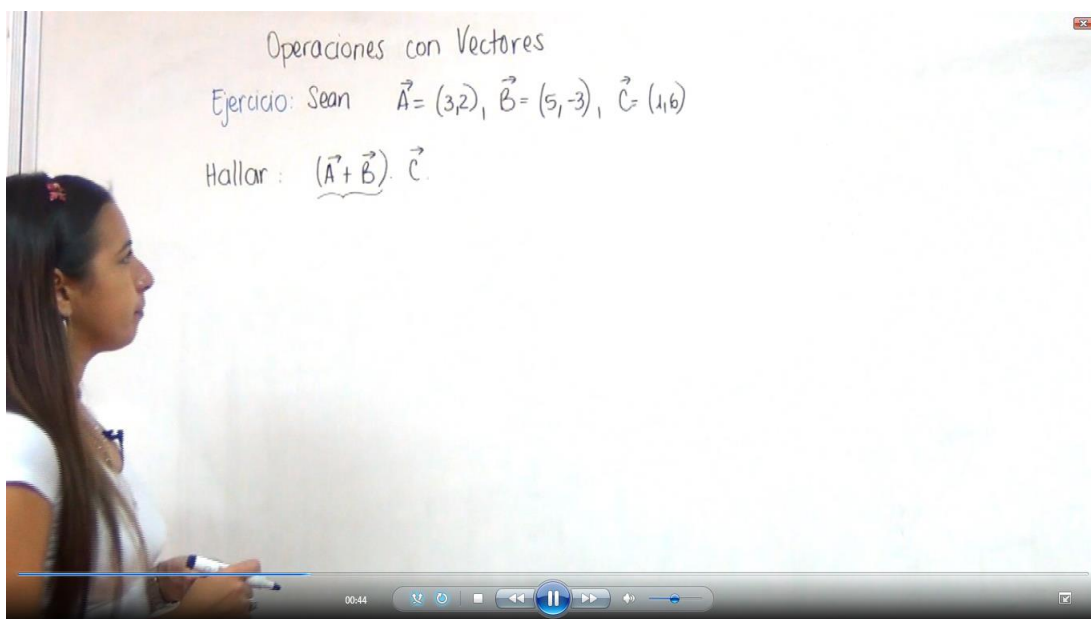 Operaciones con Vectores
Ejercicio: Sean A⃗ = (3,2), B⃗ = (5,-3), C⃗ = (1,6)
Hallar: (A⃗ + B⃗). C⃗.
00:44